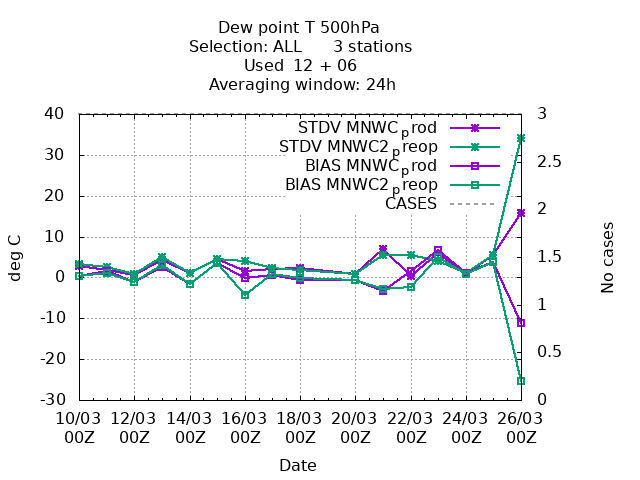 Dew point T 500hPa
Selection: ALL 3 stations
Used 12 + 06
Averaging window: 24h
STDV MNWC_prod
STDV MNWC2_preop
BIAS MNWC_prod
BIAS MNWC2_preop
CASES
40
30
20
10
0
-10
-20
-30
deg C
3
2.5
2
1.5
1
0.5
0
No cases
10/03 12/03 14/03 16/03 18/03 20/03 22/03 24/03 26/03
00Z 00Z 00Z 00Z 00Z 00Z 00Z 00Z 00Z
Date